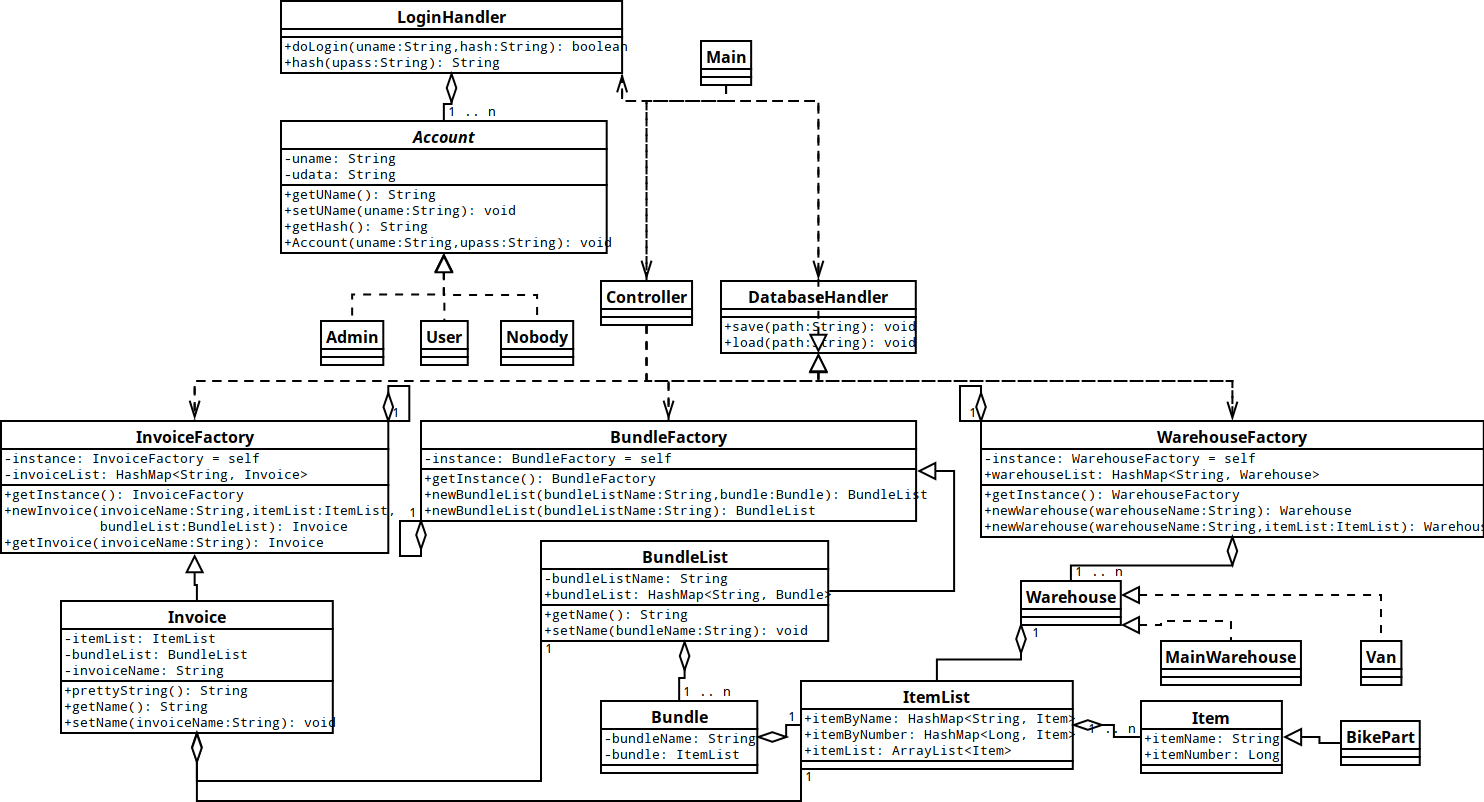 LoginHandler
+doLogin(uname:String,hash:String): boolean
+hash(upass:String): String
Main
1 .. n
Account
-uname: String
-udata: String
+getUName(): String
+setUName(uname:String): void
+getHash(): String
+Account(uname:String,upass:String): void
Controller
DatabaseHandler
+save(path:String): void
+load(path:String): void
Admin
User
Nobody
1
1
InvoiceFactory
-instance: InvoiceFactory = self
-invoiceList: HashMap<String, Invoice>
+getInstance(): InvoiceFactory
+newInvoice(invoiceName:String,itemList:ItemList,
bundleList:BundleList): Invoice
+getInvoice(invoiceName:String): Invoice
BundleFactory
-instance: BundleFactory = self
+getInstance(): BundleFactory
+newBundleList(bundleListName:String,bundle:Bundle): BundleList
+newBundleList(bundleListName:String): BundleList
1
WarehouseFactory
-instance: WarehouseFactory = self
+warehouseList: HashMap<String, Warehouse>
+getInstance(): WarehouseFactory
+newWarehouse(warehouseName:String): Warehouse
+newWarehouse(warehouseName:String,itemList:ItemList): Warehous
BundleList
-bundleListName: String
+bundleList: HashMap<String, Bundle>
+getName(): String
+setName(bundleName:String): void
1
1 .. n
1 .. n
Warehouse
1
MainWarehouse
Van
Invoice
-itemList: ItemList
-bundleList: BundleList
-invoiceName: String
+prettyString(): String
+getName(): String
+setName(invoiceName:String): void
Bundle
-bundleName: String
-bundle: ItemList
1
ItemList
+itemByName: HashMap<String, Item>
+itemByNumber: HashMap<Long, Item>
+itemList: ArrayList<Item>
1
1 .. n
Item
+itemName: String
+itemNumber: Long
BikePart